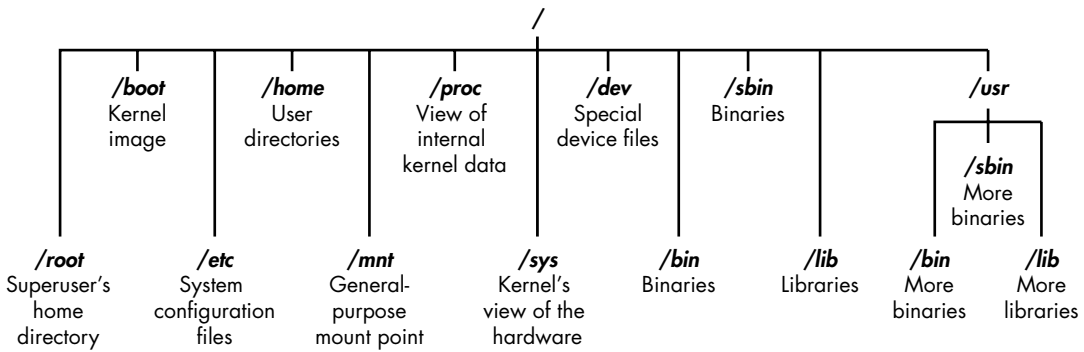 /
/boot
Kernel
image
/home
User
directories
/proc
View of
internal
kernel data
/dev
Special
device files
/sbin
Binaries
/usr
/sbin
More
binaries
/root
Superuser's
home
directory
/etc
System
configuration
files
/mnt
General-
purpose
mount point
/sys
Kernel's
view of the
hardware
/bin
Binaries
/lib
Libraries
/bin
More
binaries
/lib
More
libraries